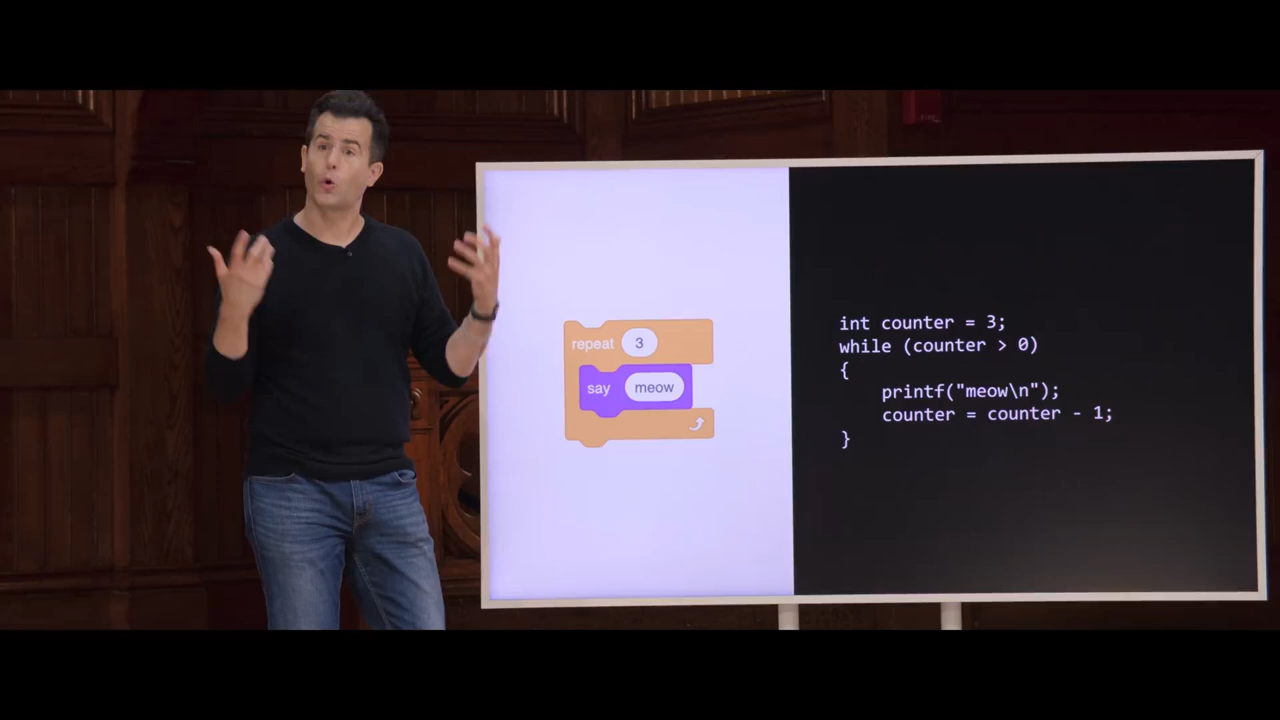 repeat 3
say meow
int counter = 3;
while (counter > 0)
{
    printf("meow\n");
    counter = counter - 1;
}